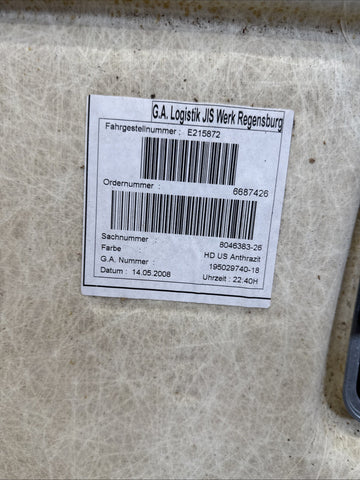 G.A. Logistik JIS Werk Regensburg
Fahrgestellnummer : E215872
Ordernummer : 6687426
Sachnummer : 8046383-26
Farbe : HD US Anthrazit
G.A. Nummer : 195029740-18
Datum : 14.05.2008 Uhrzeit : 22:40H